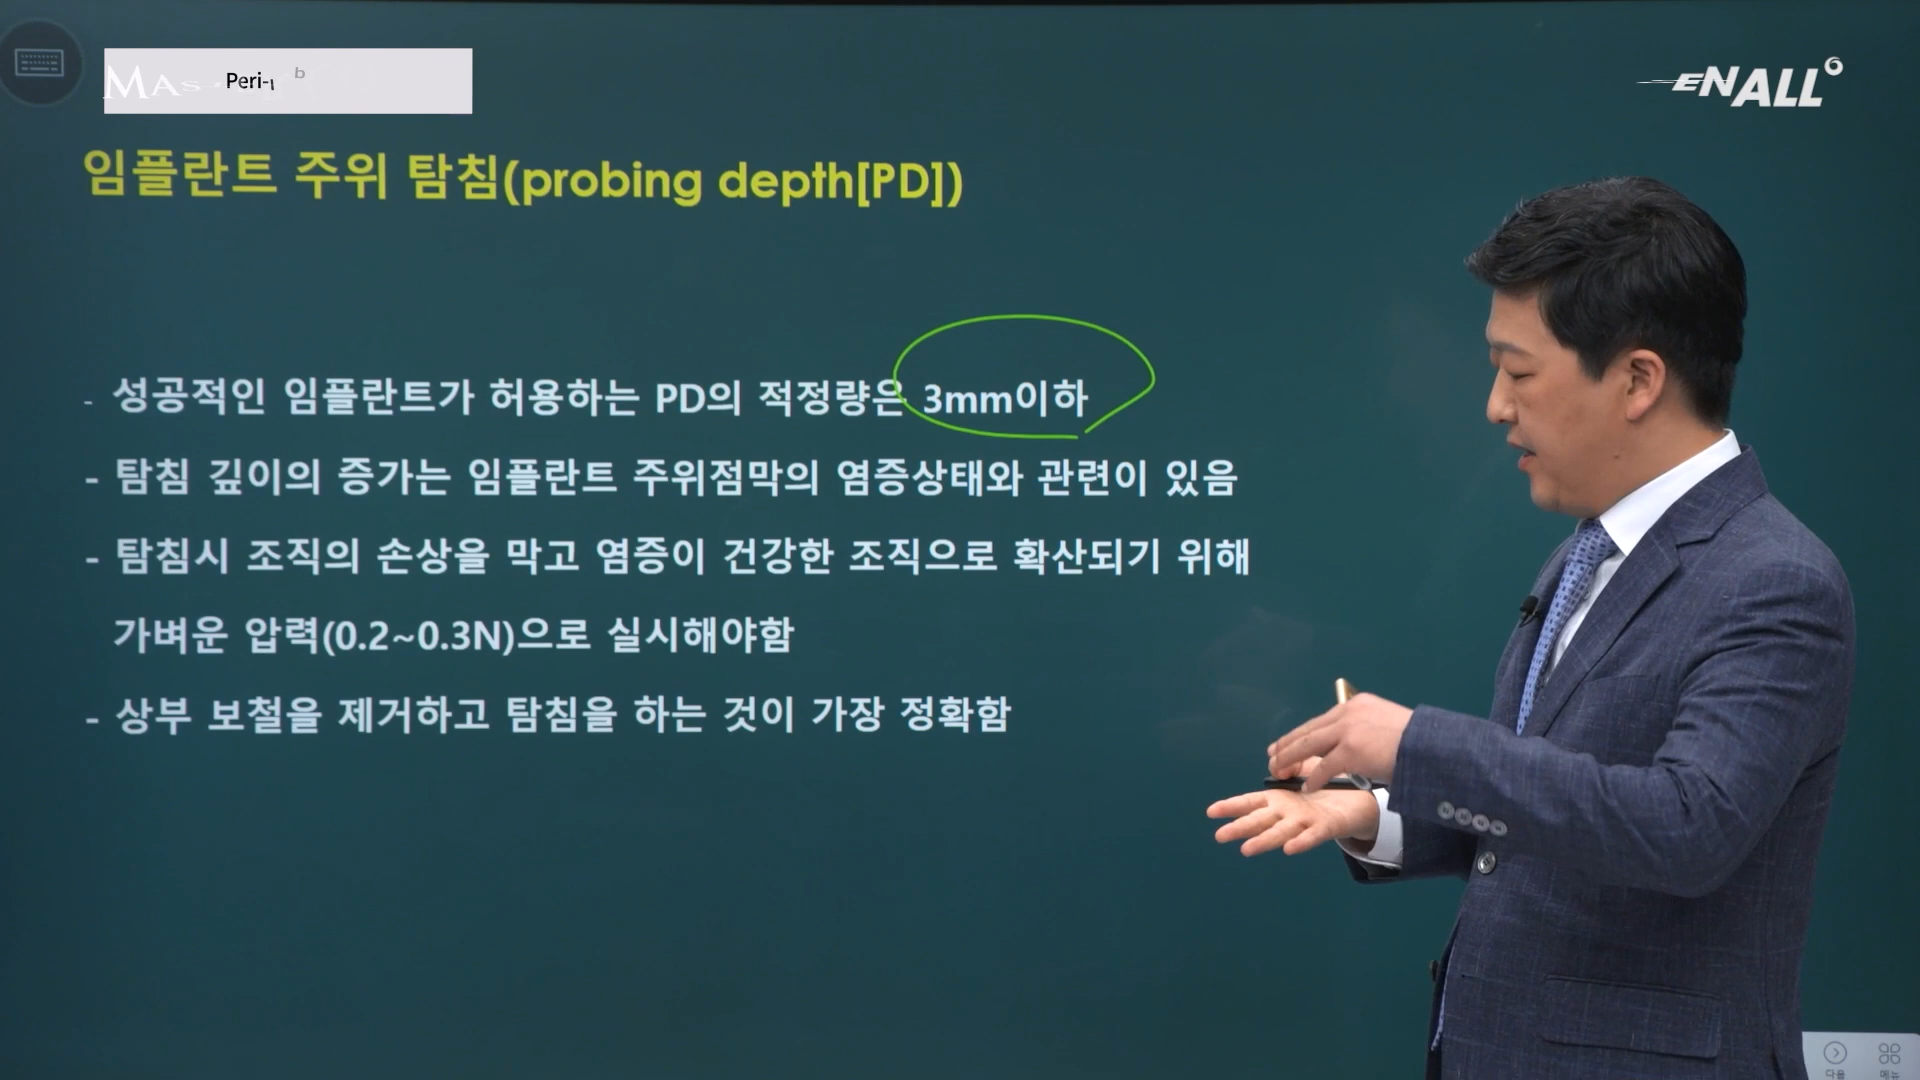 Peri-
eNALL
임플란트 주위 탐침(probing depth[PD])
- 성공적인 임플란트가 허용하는 PD의 적정량은 3mm이하
- 탐침 깊이의 증가는 임플란트 주위점막의 염증상태와 관련이 있음
- 탐침시 조직의 손상을 막고 염증이 건강한 조직으로 확산되기 위해
가벼운 압력(0.2~0.3N)으로 실시해야함
- 상부 보철을 제거하고 탐침을 하는 것이 가장 정확함
다음 메뉴